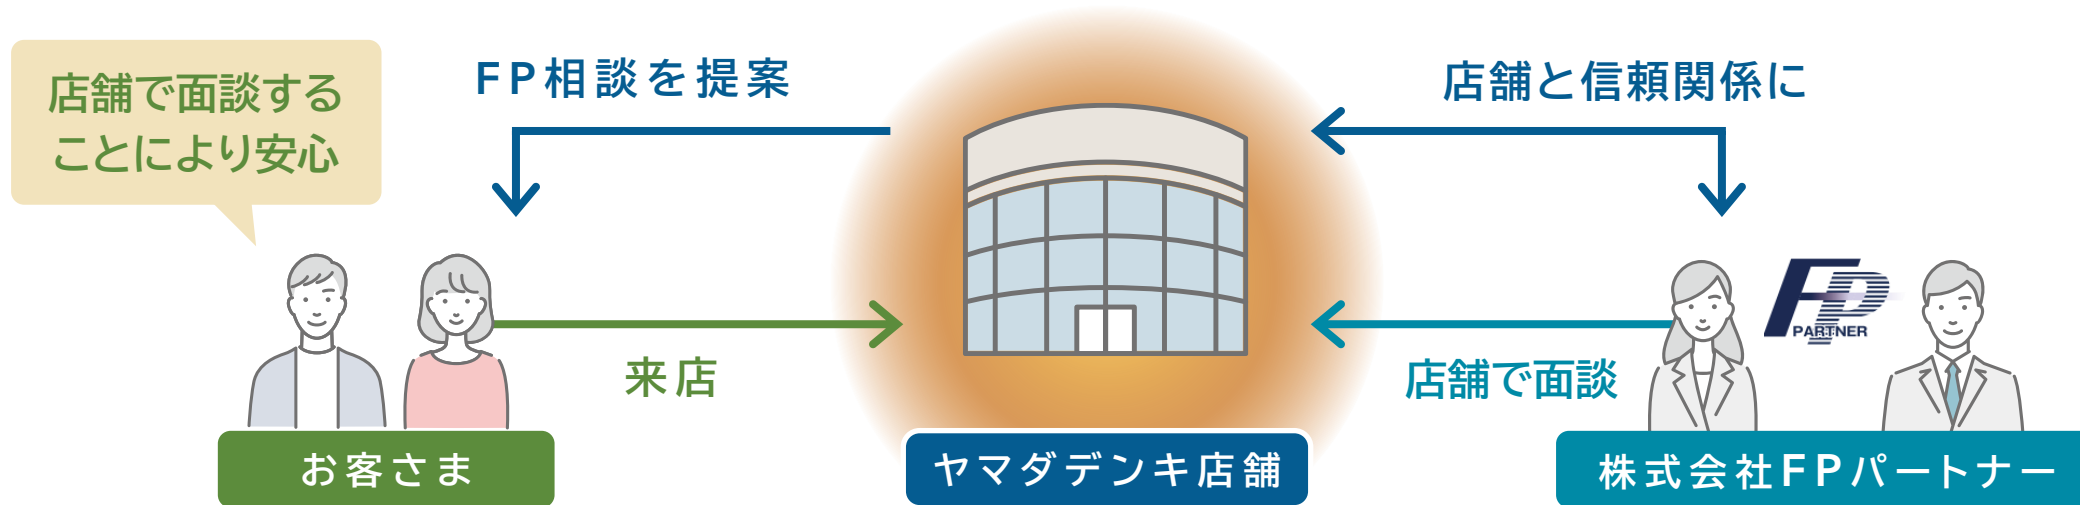 店舗で面談する
ことにより安心
FP相談を提案
店舗と信頼関係に
来店
店舗で面談
FP
PARTNER
お客さま
ヤマダデンキ店舗
株式会社FPパートナー